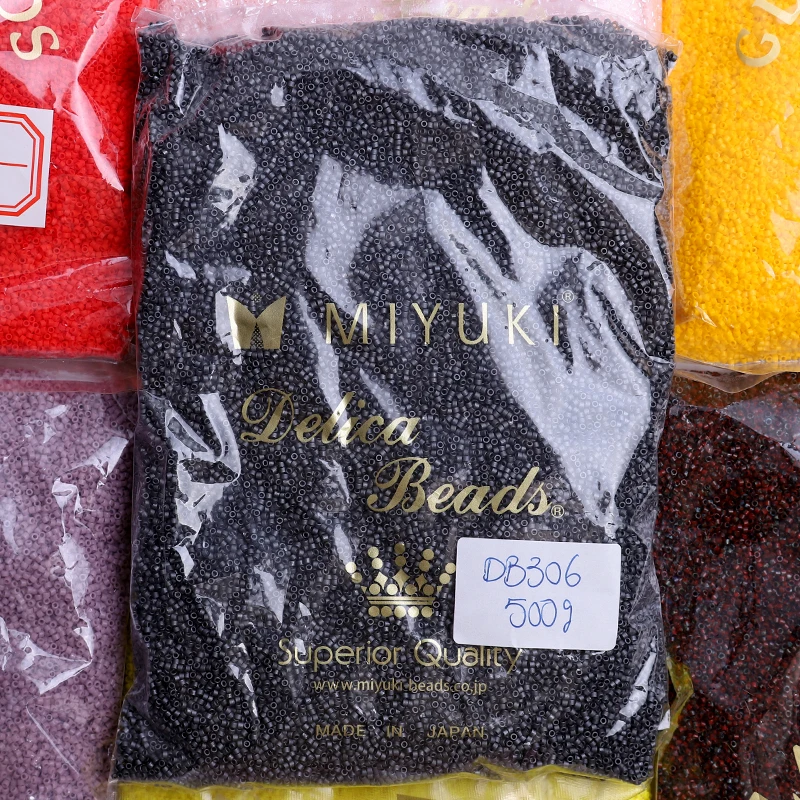 MIYUKI®
Delica
Beads®
DB306
500g
Superior Quality
www.miyuki-beads.co.jp
MADE IN JAPAN